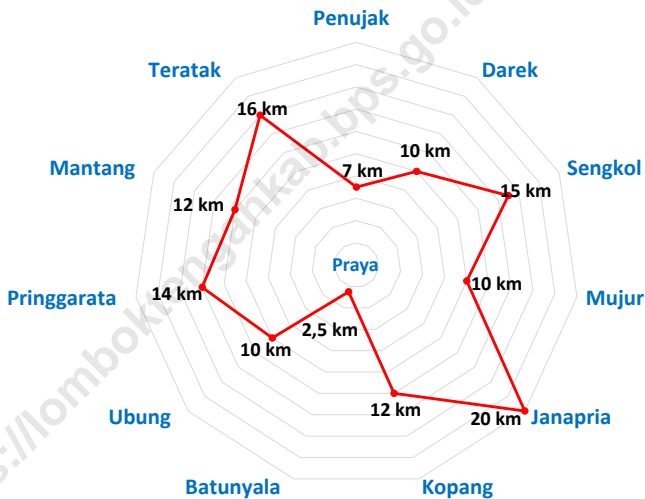 Penujak
Teratak
Darek
16 km
10 km
7 km
Mantang
Sengkol
12 km
15 km
Praya
Pringgarata
14 km
10 km
Mujur
2,5 km
10 km
12 km
20 km
Janapria
Ubung
Batunyala
Kopang